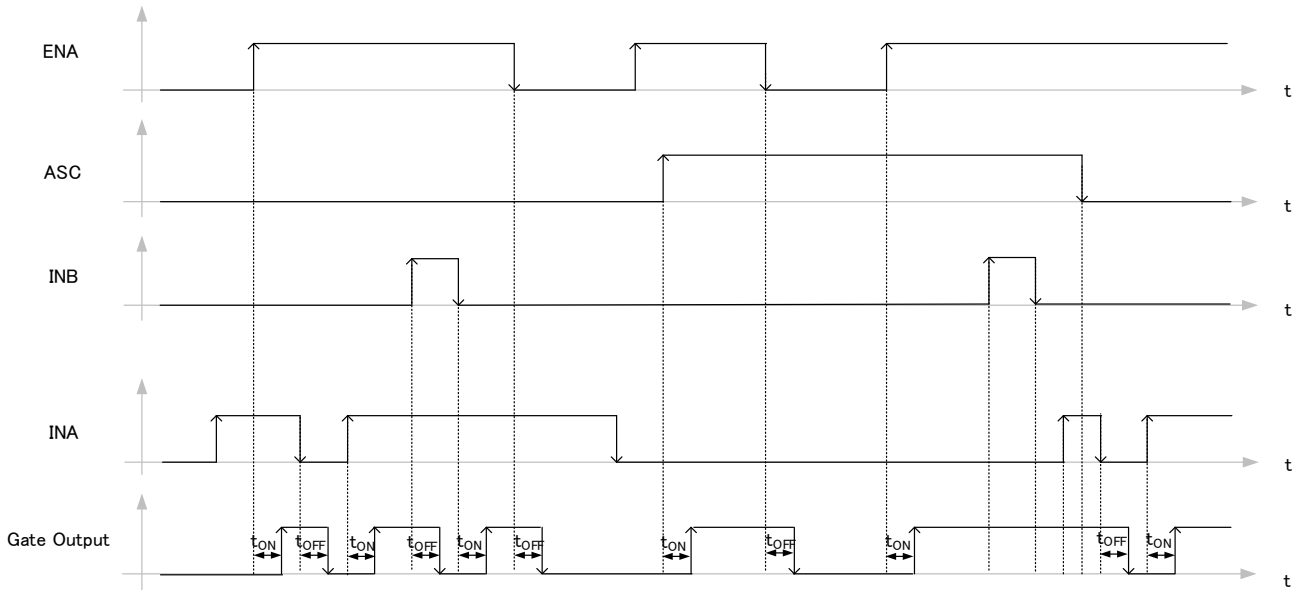 ENA
t
ASC
t
INB
t
INA
t
Gate Output
tON tOFF tON tOFF tON tOFF tON tOFF tON tOFF tON
t